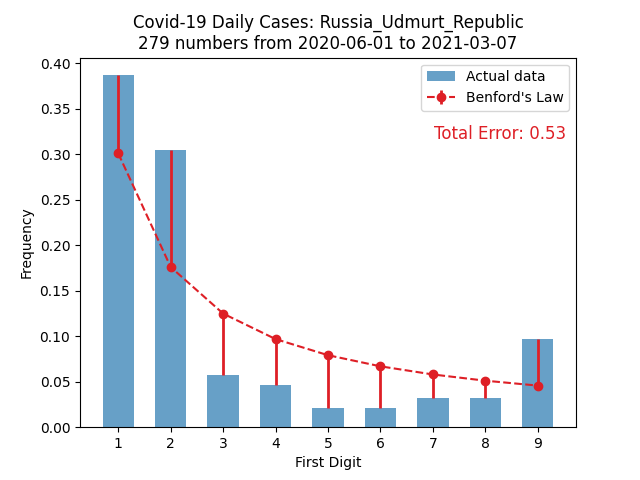 Covid-19 Daily Cases: Russia_Udmurt_Republic
279 numbers from 2020-06-01 to 2021-03-07
Actual data
Benford's Law
Total Error: 0.53
Frequency
0.40
0.35
0.30
0.25
0.20
0.15
0.10
0.05
0.00
1 2 3 4 5 6 7 8 9
First Digit